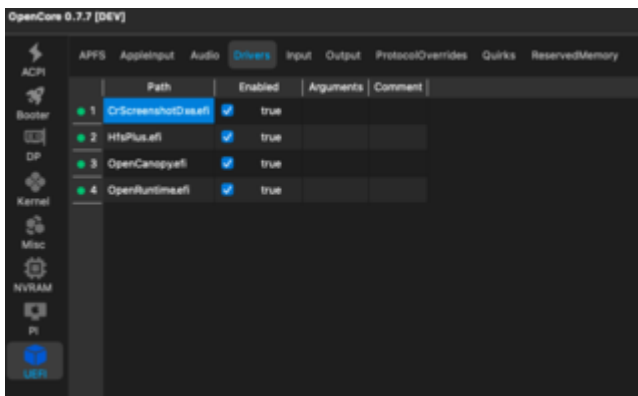 OpenCore 0.7.7 [DEV]
APFS AppleInput Audio Drivers Input Output ProtocolOverrides Quirks ReservedMemory
ACPI
Booter
DP
Kernel
Misc
NVRAM
PI
UEFI
Path Enabled Arguments Comment
1 CrScreenshotDxe.efi true
2 HfsPlus.efi true
3 OpenCanopy.efi true
4 OpenRuntime.efi true